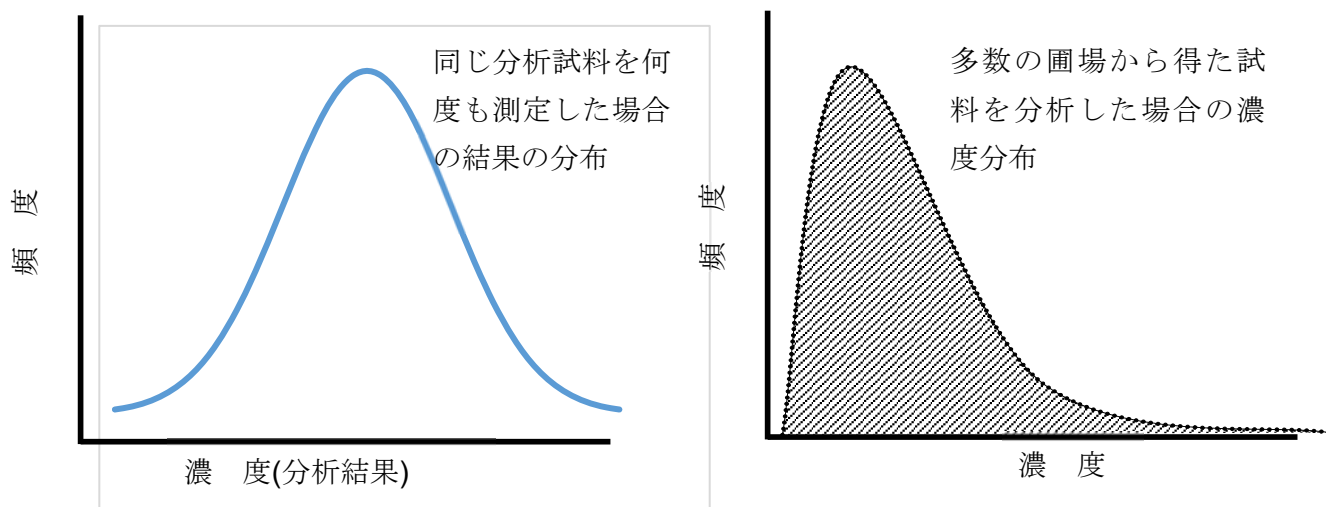 同じ分析試料を何
度も測定した場合
の結果の分布
頻　度
濃　度(分析結果)
多数の圃場から得た試
料を分析した場合の濃
度分布
頻　度
濃　度